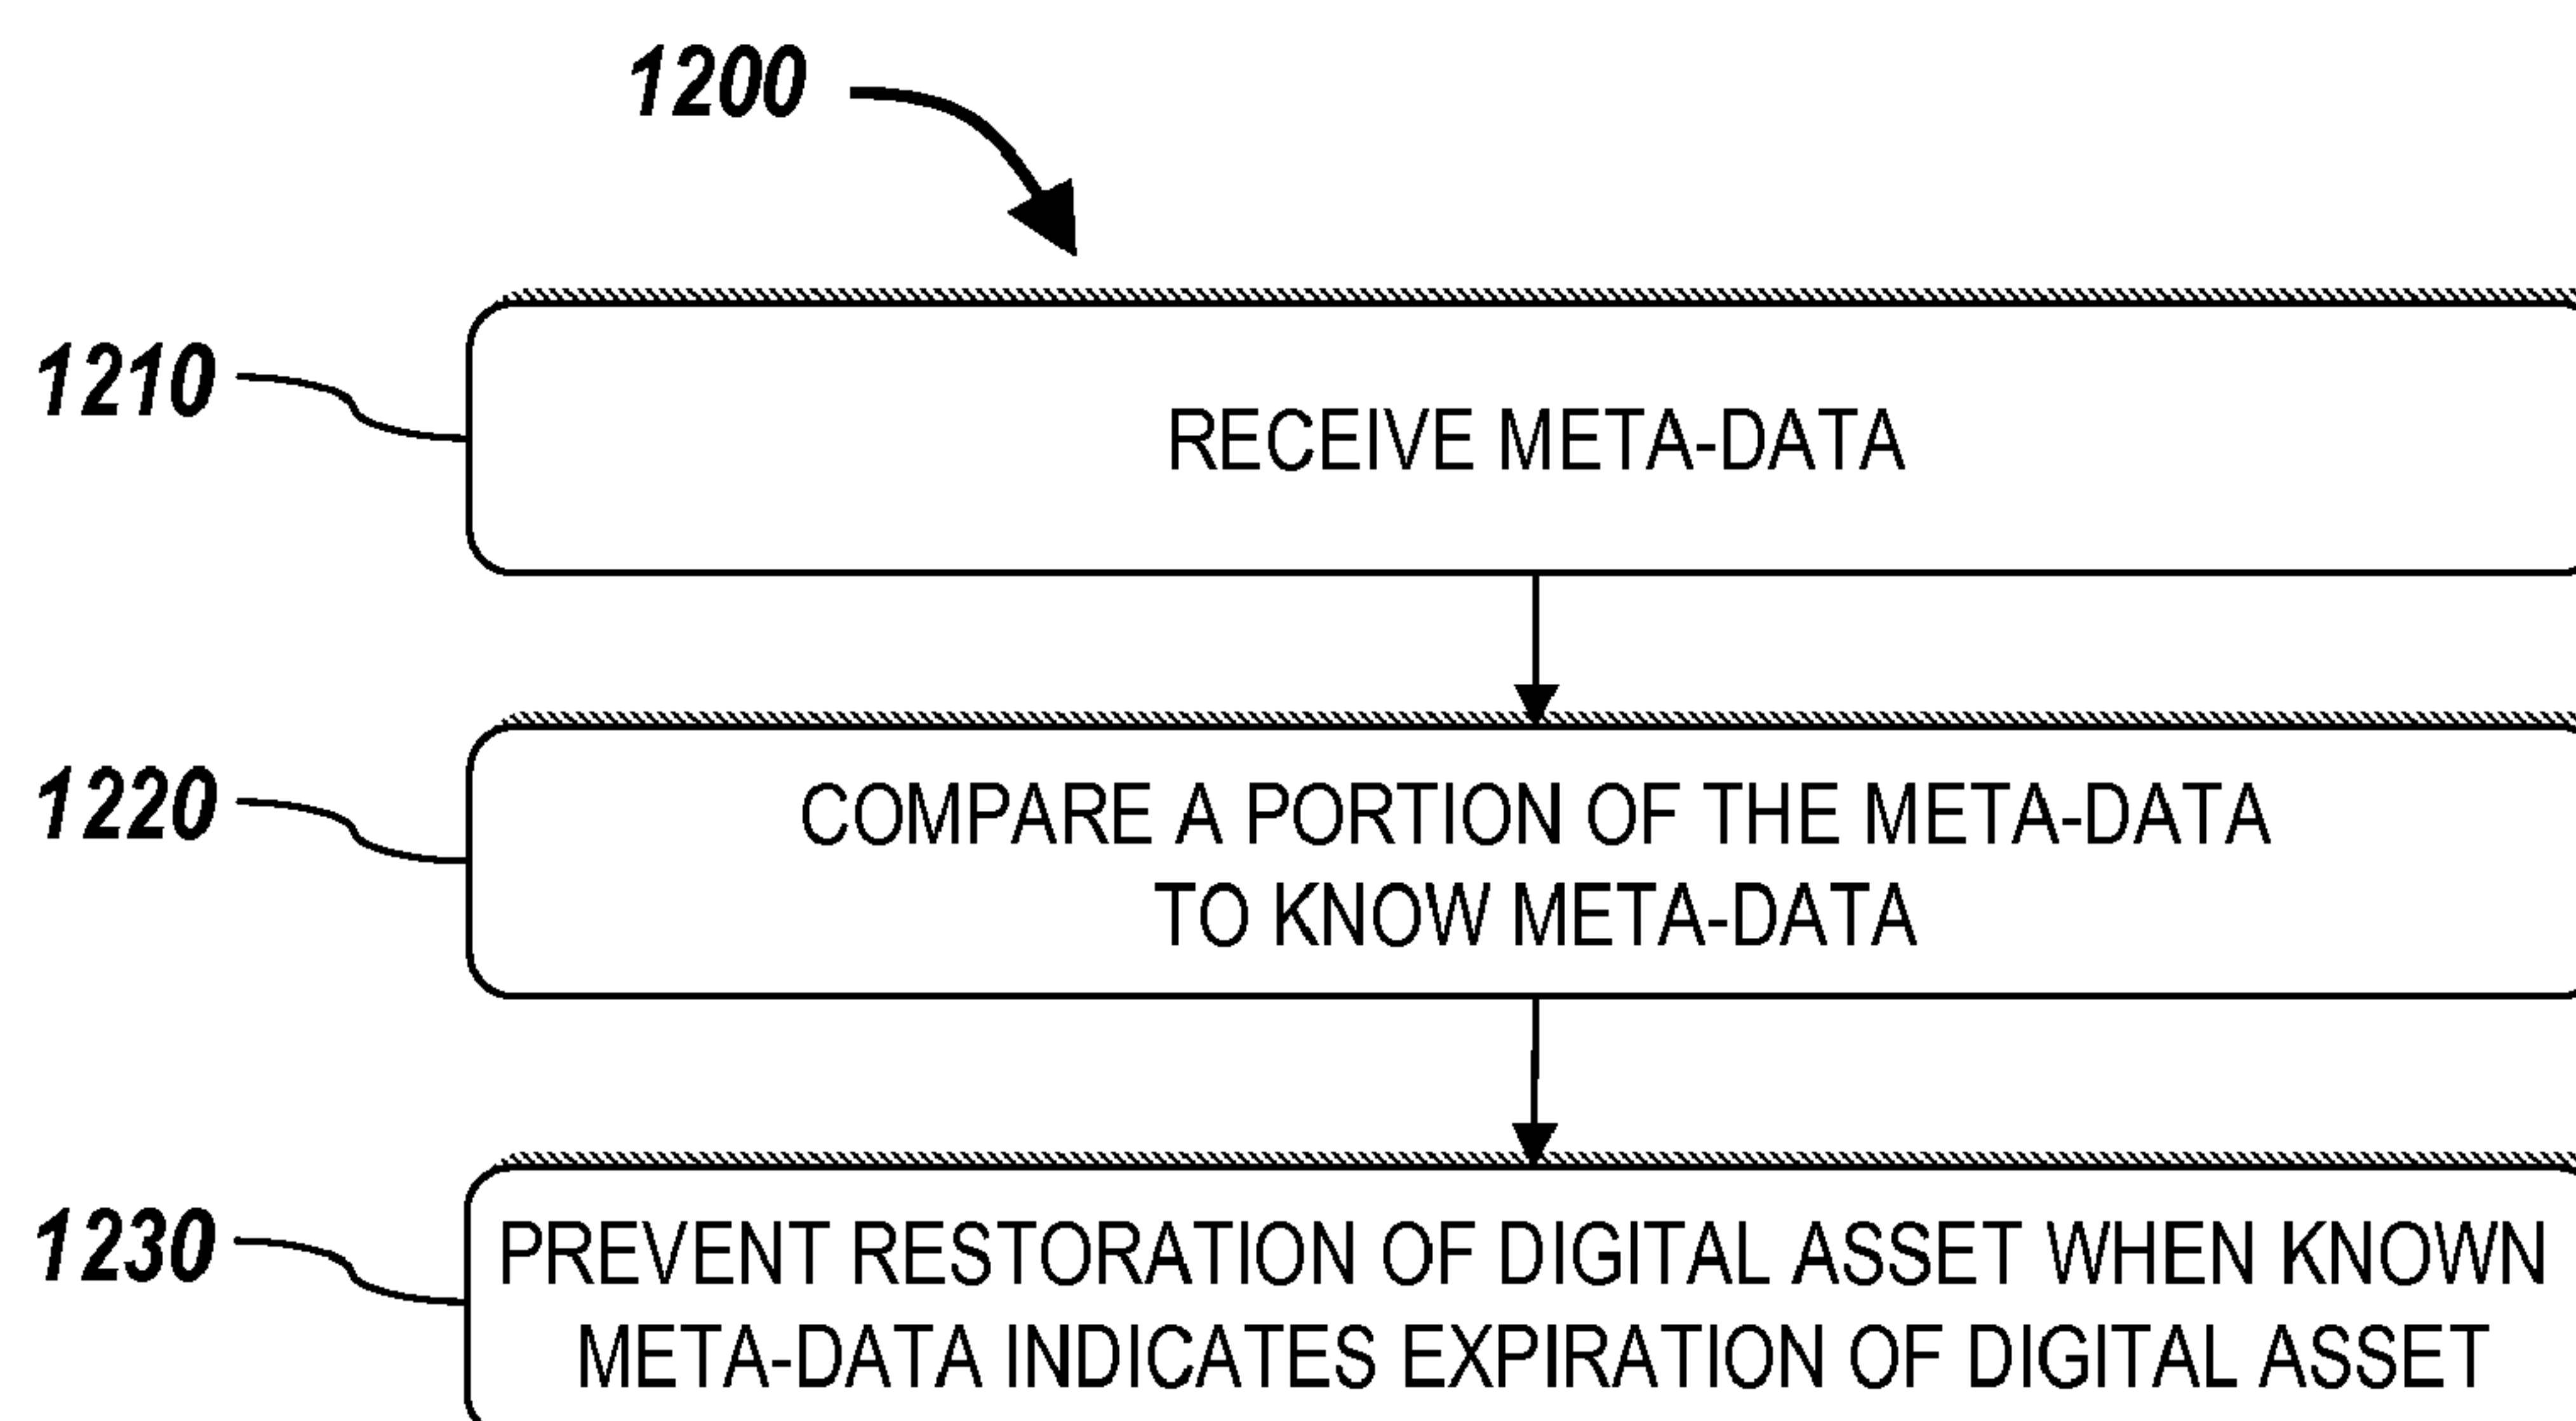 1200
1210
RECEIVE META-DATA
1220
COMPARE A PORTION OF THE META-DATA
TO KNOW META-DATA
1230
PREVENT RESTORATION OF DIGITAL ASSET WHEN KNOWN
META-DATA INDICATES EXPIRATION OF DIGITAL ASSET